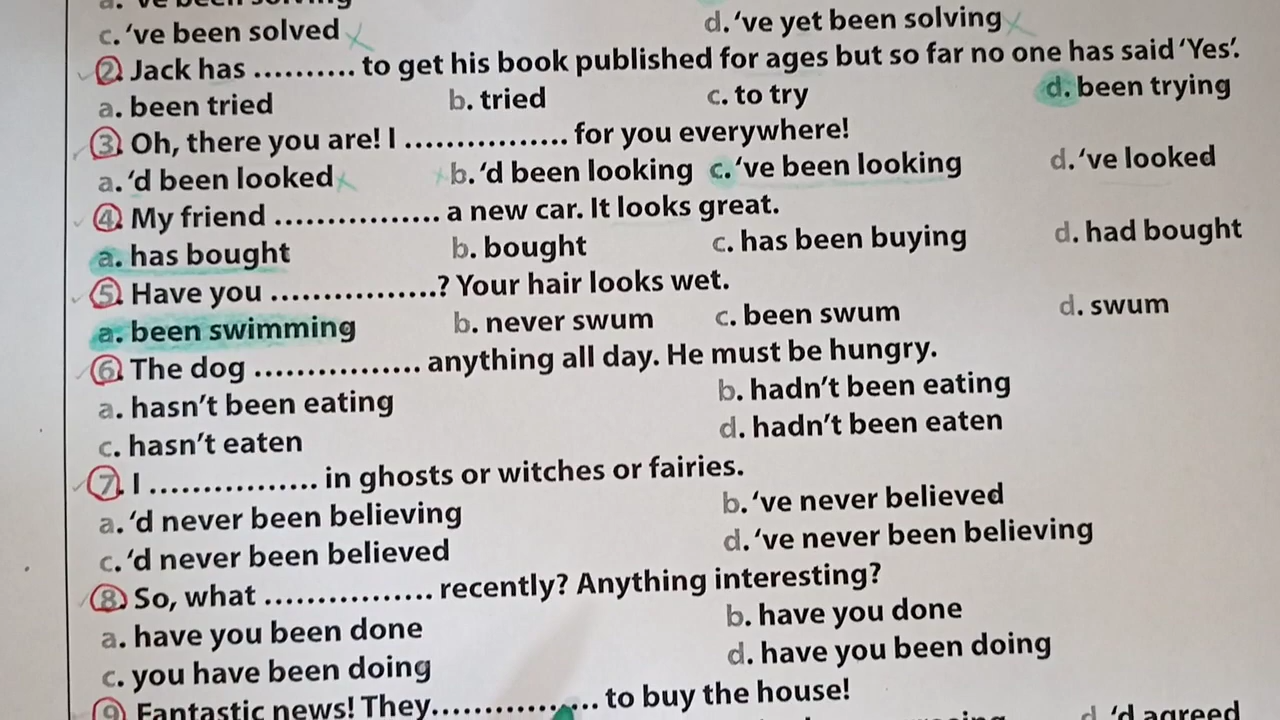 c. 've been solved d. 've yet been solving
2. Jack has .......... to get his book published for ages but so far no one has said 'Yes'.
a. been tried b. tried c. to try d. been trying
3. Oh, there you are! I ................ for you everywhere!
a. 'd been looked b. 'd been looking c. 've been looking d. 've looked
4. My friend ................ a new car. It looks great.
a. has bought b. bought c. has been buying d. had bought
5. Have you ................? Your hair looks wet.
a. been swimming b. never swum c. been swum d. swum
6. The dog ................ anything all day. He must be hungry.
a. hasn't been eating b. hadn't been eating
c. hasn't eaten d. hadn't been eaten
7. I ................ in ghosts or witches or fairies.
a. 'd never been believing b. 've never believed
c. 'd never been believed d. 've never been believing
8. So, what ................ recently? Anything interesting?
a. have you been done b. have you done
c. you have been doing d. have you been doing
9. Fantastic news! They................ to buy the house!
d. 'd agreed